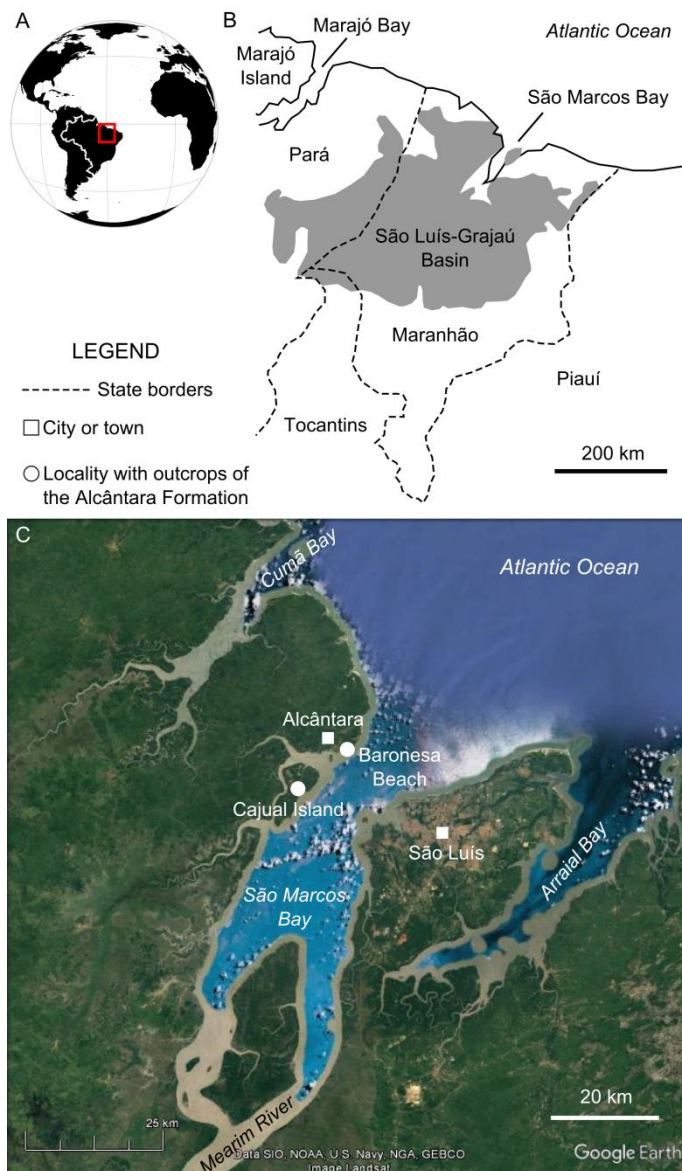 A
B
Marajó Bay
Atlantic Ocean
Marajó
Island
São Marcos
Bay
Pará
São Luís-Grajaú
Basin
Maranhão
LEGEND
State borders
Piauí
City or town
Tocantins
Locality with outcrops of
the Alcântara Formation
200 km
C
Cumã Bay
Atlantic Ocean
Alcântara
Baronesa
Beach
Cajual Island
São Luís
Arraial Bay
São Marcos
Bay
20 km
25 km
Mearim River
Data SIO, NOAA, U.S. Navy, NGA, GEBCO
Image Landsat
Google Earth